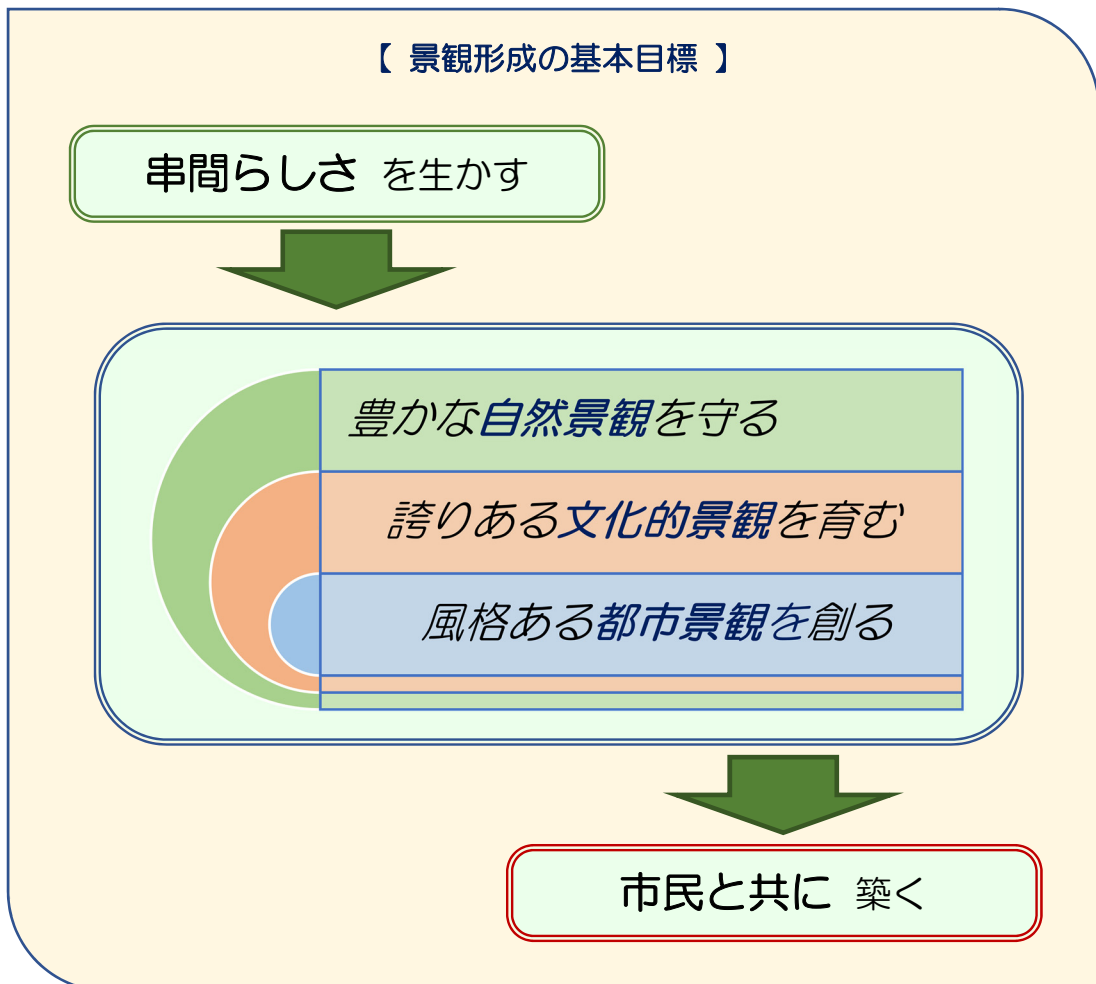 【 景観形成の基本目標 】
串間らしさ を生かす
豊かな自然景観を守る
誇りある文化的景観を育む
風格ある都市景観を創る
市民と共に 築く